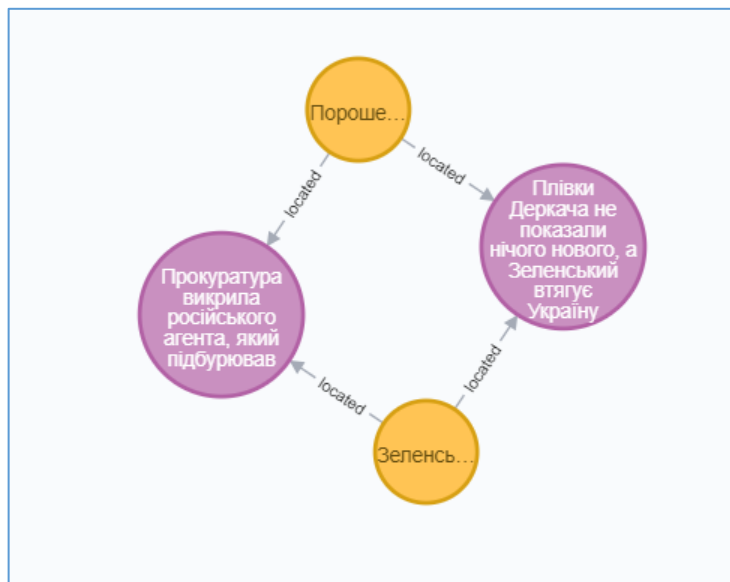 Пороше…
located
located
Плівки
Деркача не
показали
нічого нового, а
Зеленський
втягує
Україну
Прокуратура
викрила
російського
агента, який
підбурював
located
located
Зеленсь…